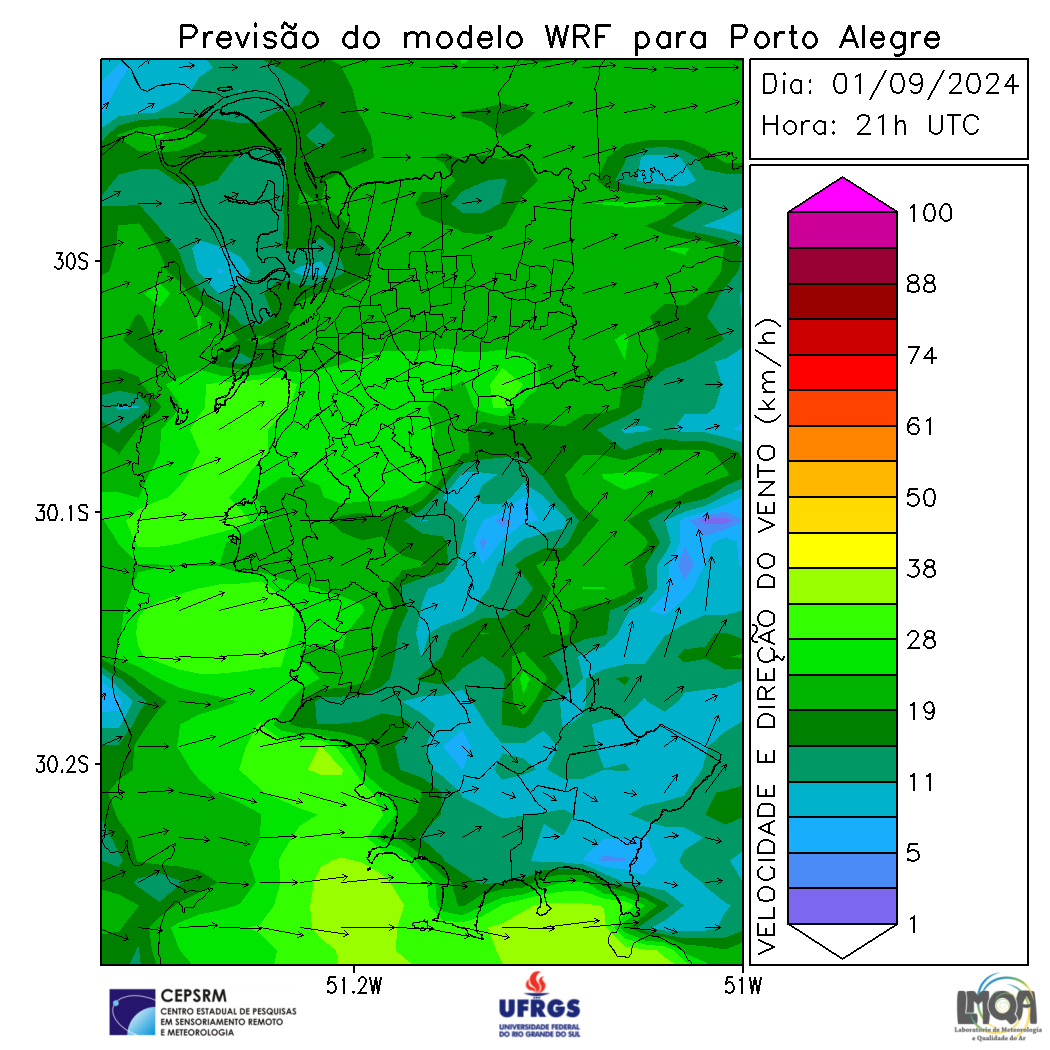 Previsão do modelo WRF para Porto Alegre
Dia: 01/09/2024
Hora: 21h UTC
30S
30.1S
30.2S
51.2W
51W
VELOCIDADE E DIREÇÃO DO VENTO (km/h)
100
88
74
61
50
38
28
19
11
5
1
CEPSRM
CENTRO ESTADUAL DE PESQUISAS
EM SENSORIAMENTO REMOTO
E METEOROLOGIA
UFRGS
UNIVERSIDADE FEDERAL
DO RIO GRANDE DO SUL
LMQA
Laboratório de Meteorologia
e Qualidade do Ar